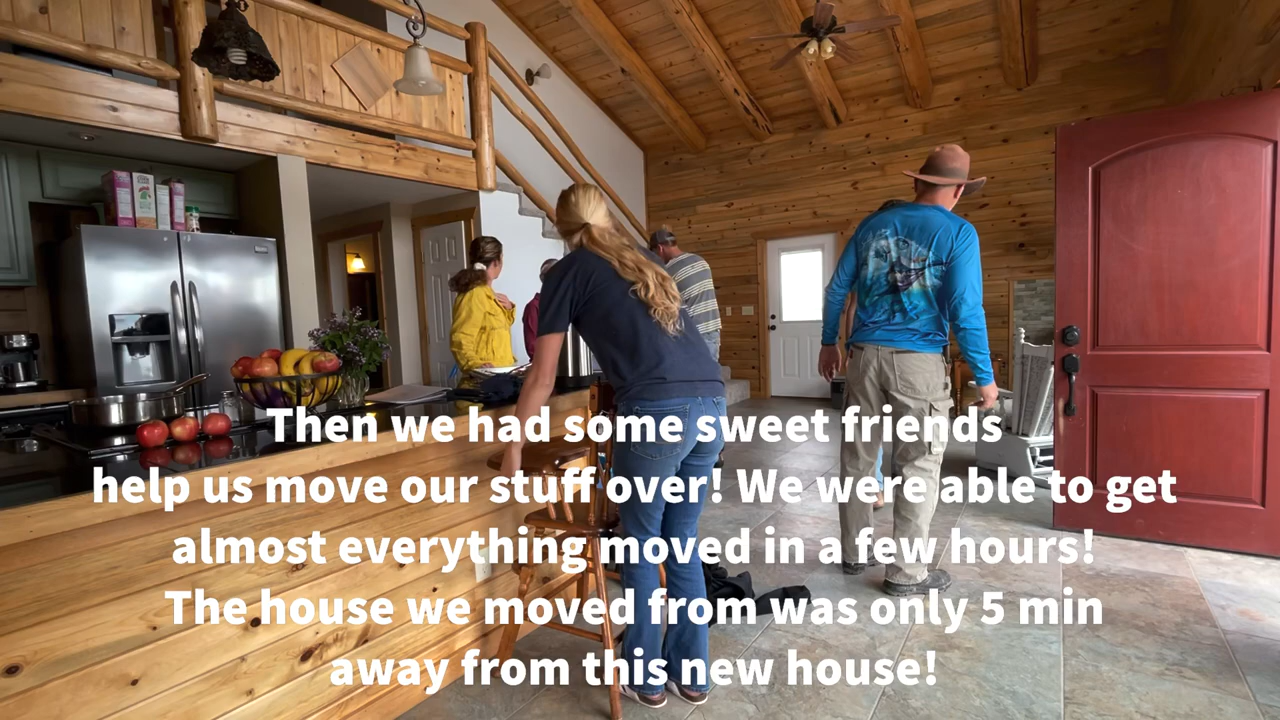 Then we had some sweet friends
help us move our stuff over! We were able to get
almost everything moved in a few hours!
The house we moved from was only 5 min
away from this new house!